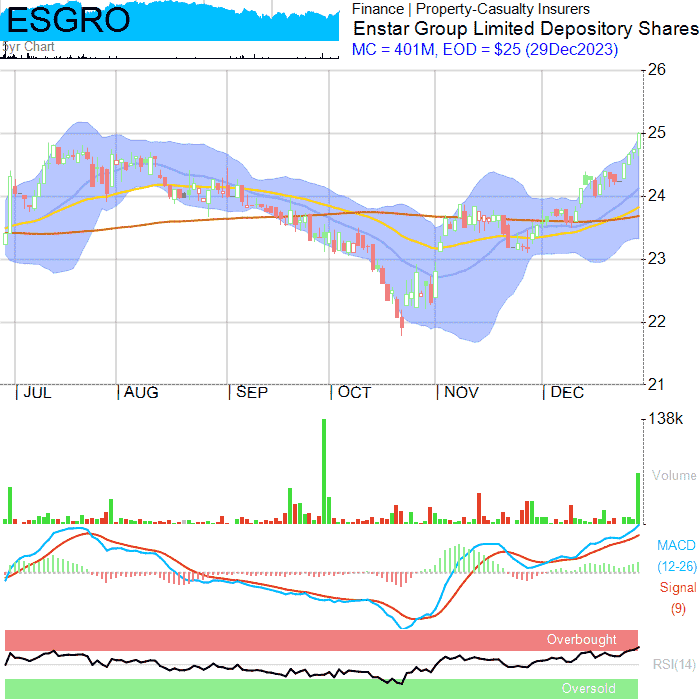 ESGRO
5yr Chart
Finance | Property-Casualty Insurers
Enstar Group Limited Depository Shares
MC = 401M, EOD = $25 (29Dec2023)
26
25
24
23
22
21
| JUL | AUG | SEP | OCT | NOV | DEC
138k
Volume
MACD
(12-26)
Signal
(9)
Overbought
RSI(14)
Oversold